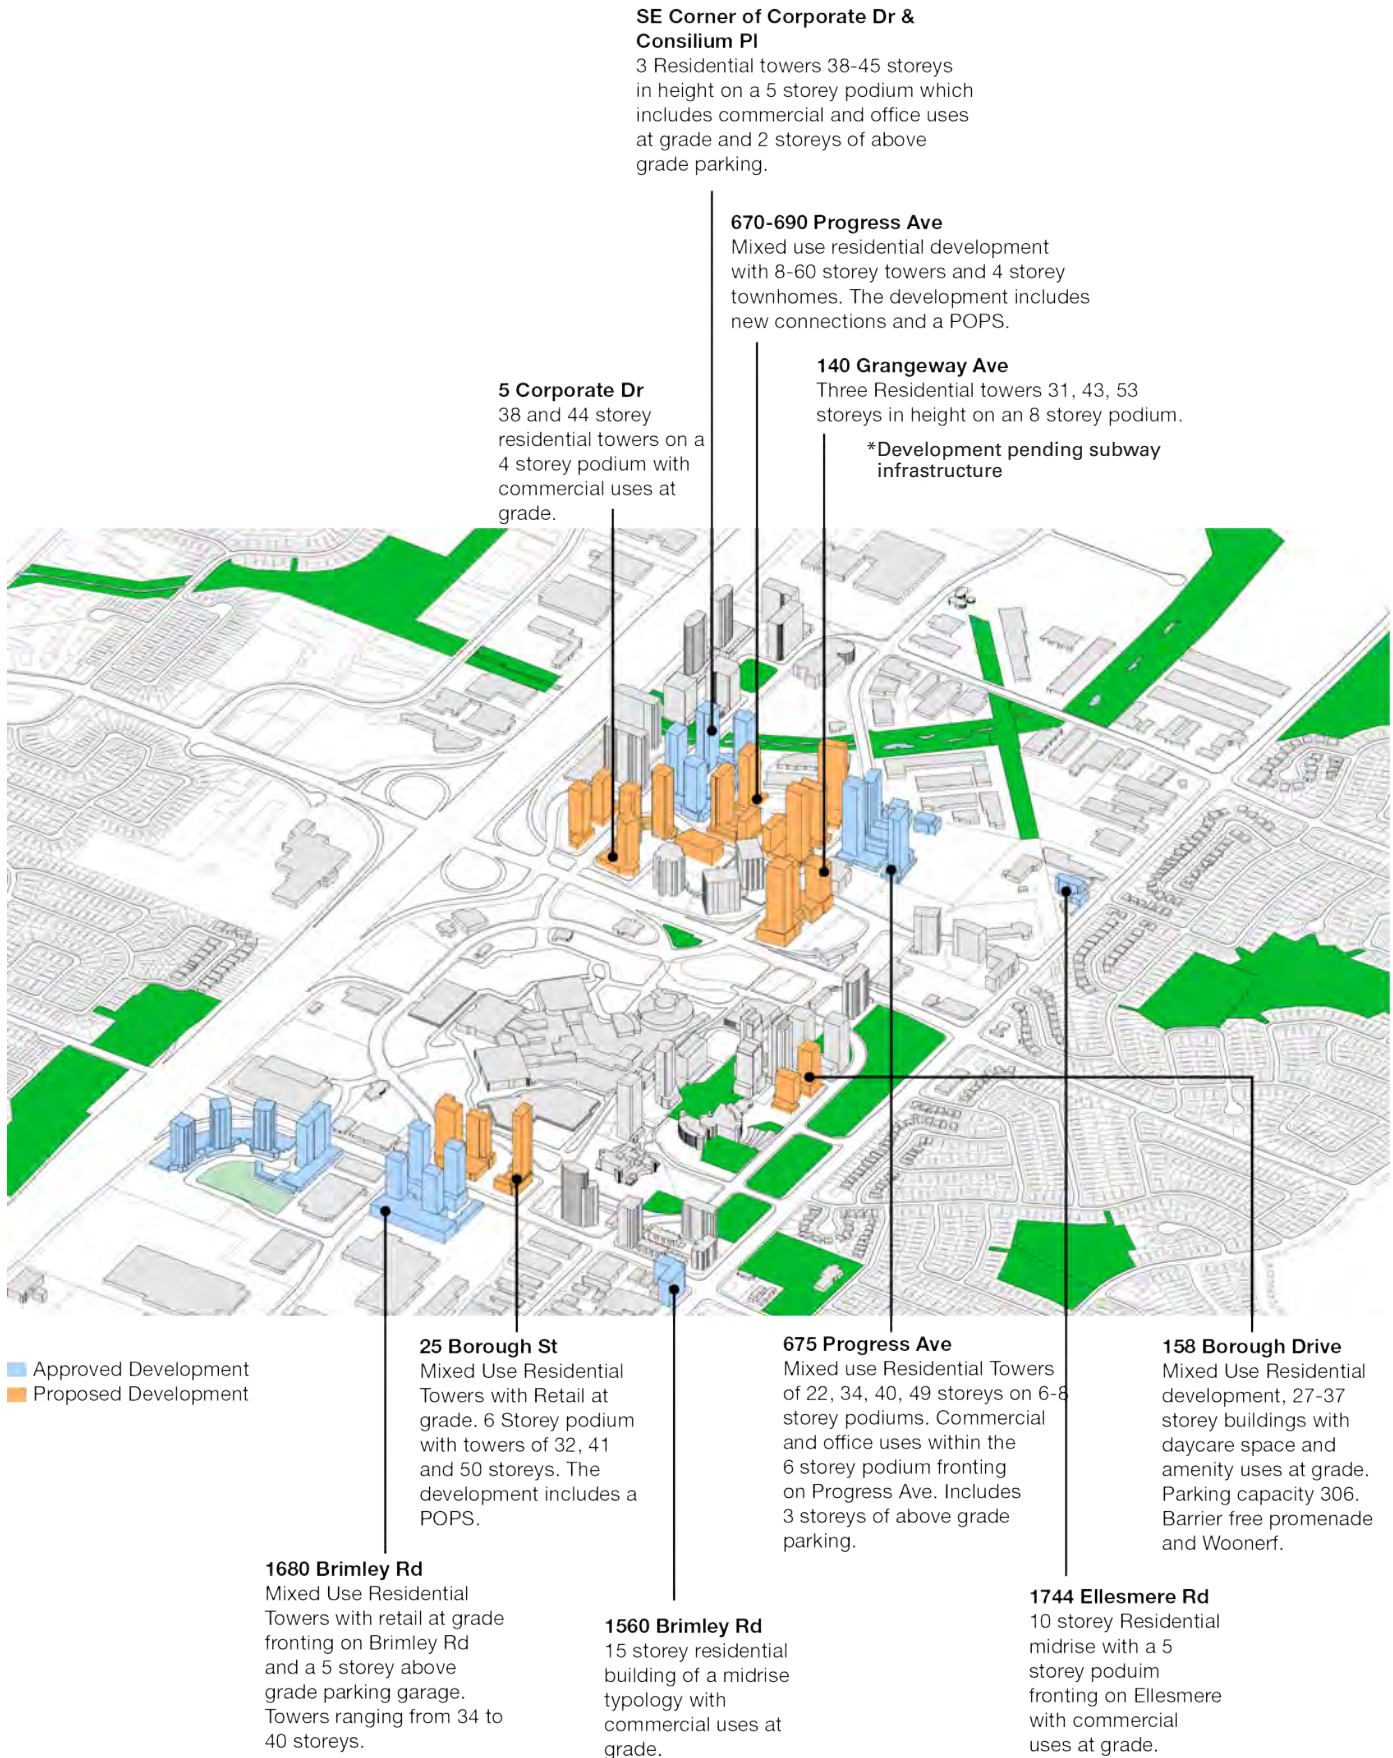 SE Corner of Corporate Dr &
Consilium Pl
3 Residential towers 38-45 storeys
in height on a 5 storey podium which
includes commercial and office uses
at grade and 2 storeys of above
grade parking.
670-690 Progress Ave
Mixed use residential development
with 8-60 storey towers and 4 storey
townhomes. The development includes
new connections and a POPS.
140 Grangeway Ave
Three Residential towers 31, 43, 53
storeys in height on an 8 storey podium.
*Development pending subway
infrastructure
5 Corporate Dr
38 and 44 storey
residential towers on a
4 storey podium with
commercial uses at
grade.
Approved Development
Proposed Development
25 Borough St
Mixed Use Residential
Towers with Retail at
grade. 6 Storey podium
with towers of 32, 41
and 50 storeys. The
development includes a
POPS.
675 Progress Ave
Mixed use Residential Towers
of 22, 34, 40, 49 storeys on 6-8
storey podiums. Commercial
and office uses within the
6 storey podium fronting
on Progress Ave. Includes
3 storeys of above grade
parking.
158 Borough Drive
Mixed Use Residential
development, 27-37
storey buildings with
daycare space and
amenity uses at grade.
Parking capacity 306.
Barrier free promenade
and Woonerf.
1680 Brimley Rd
Mixed Use Residential
Towers with retail at grade
fronting on Brimley Rd
and a 5 storey above
grade parking garage.
Towers ranging from 34 to
40 storeys.
1560 Brimley Rd
15 storey residential
building of a midrise
typology with
commercial uses at
grade.
1744 Ellesmere Rd
10 storey Residential
midrise with a 5
storey poduim
fronting on Ellesmere
with commercial
uses at grade.